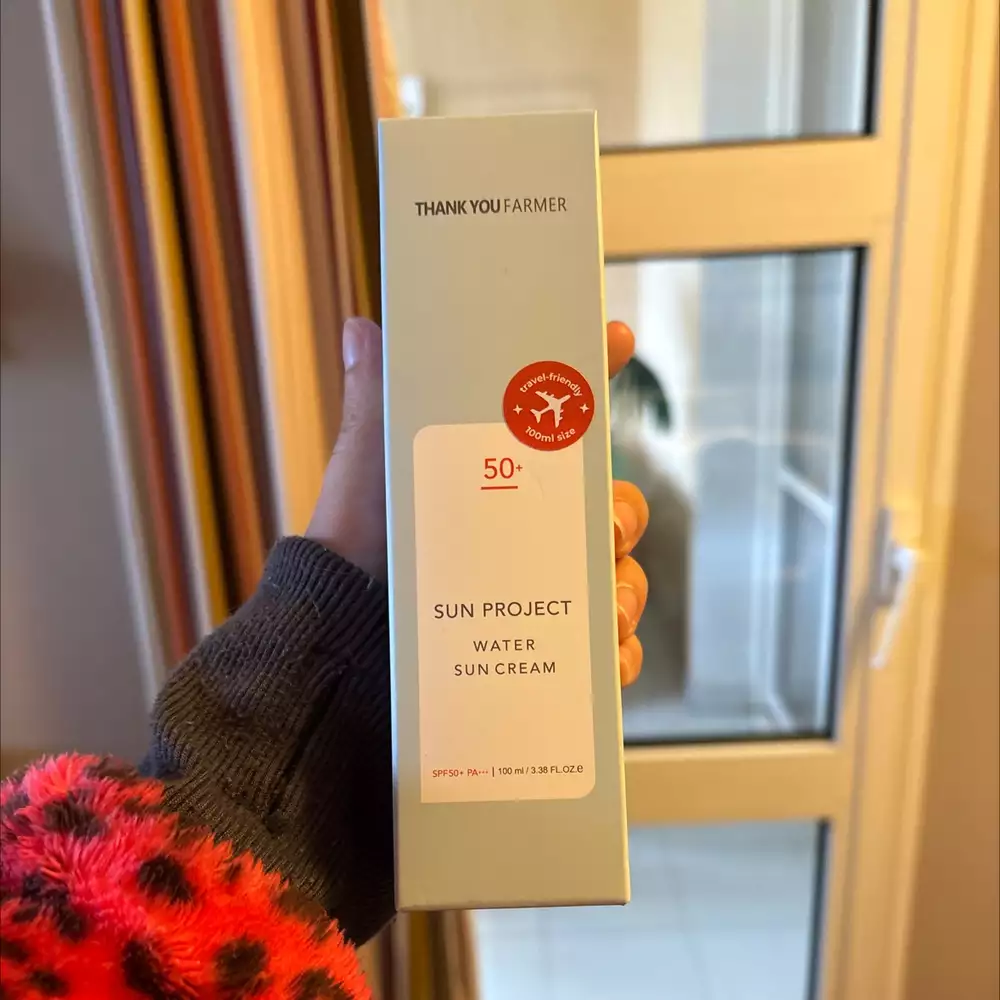 THANK YOU FARMER
travel-friendly
100ml size
50+
SUN PROJECT
WATER
SUN CREAM
SPF50+ PA+++ | 100 ml / 3.38 FL.OZ.e